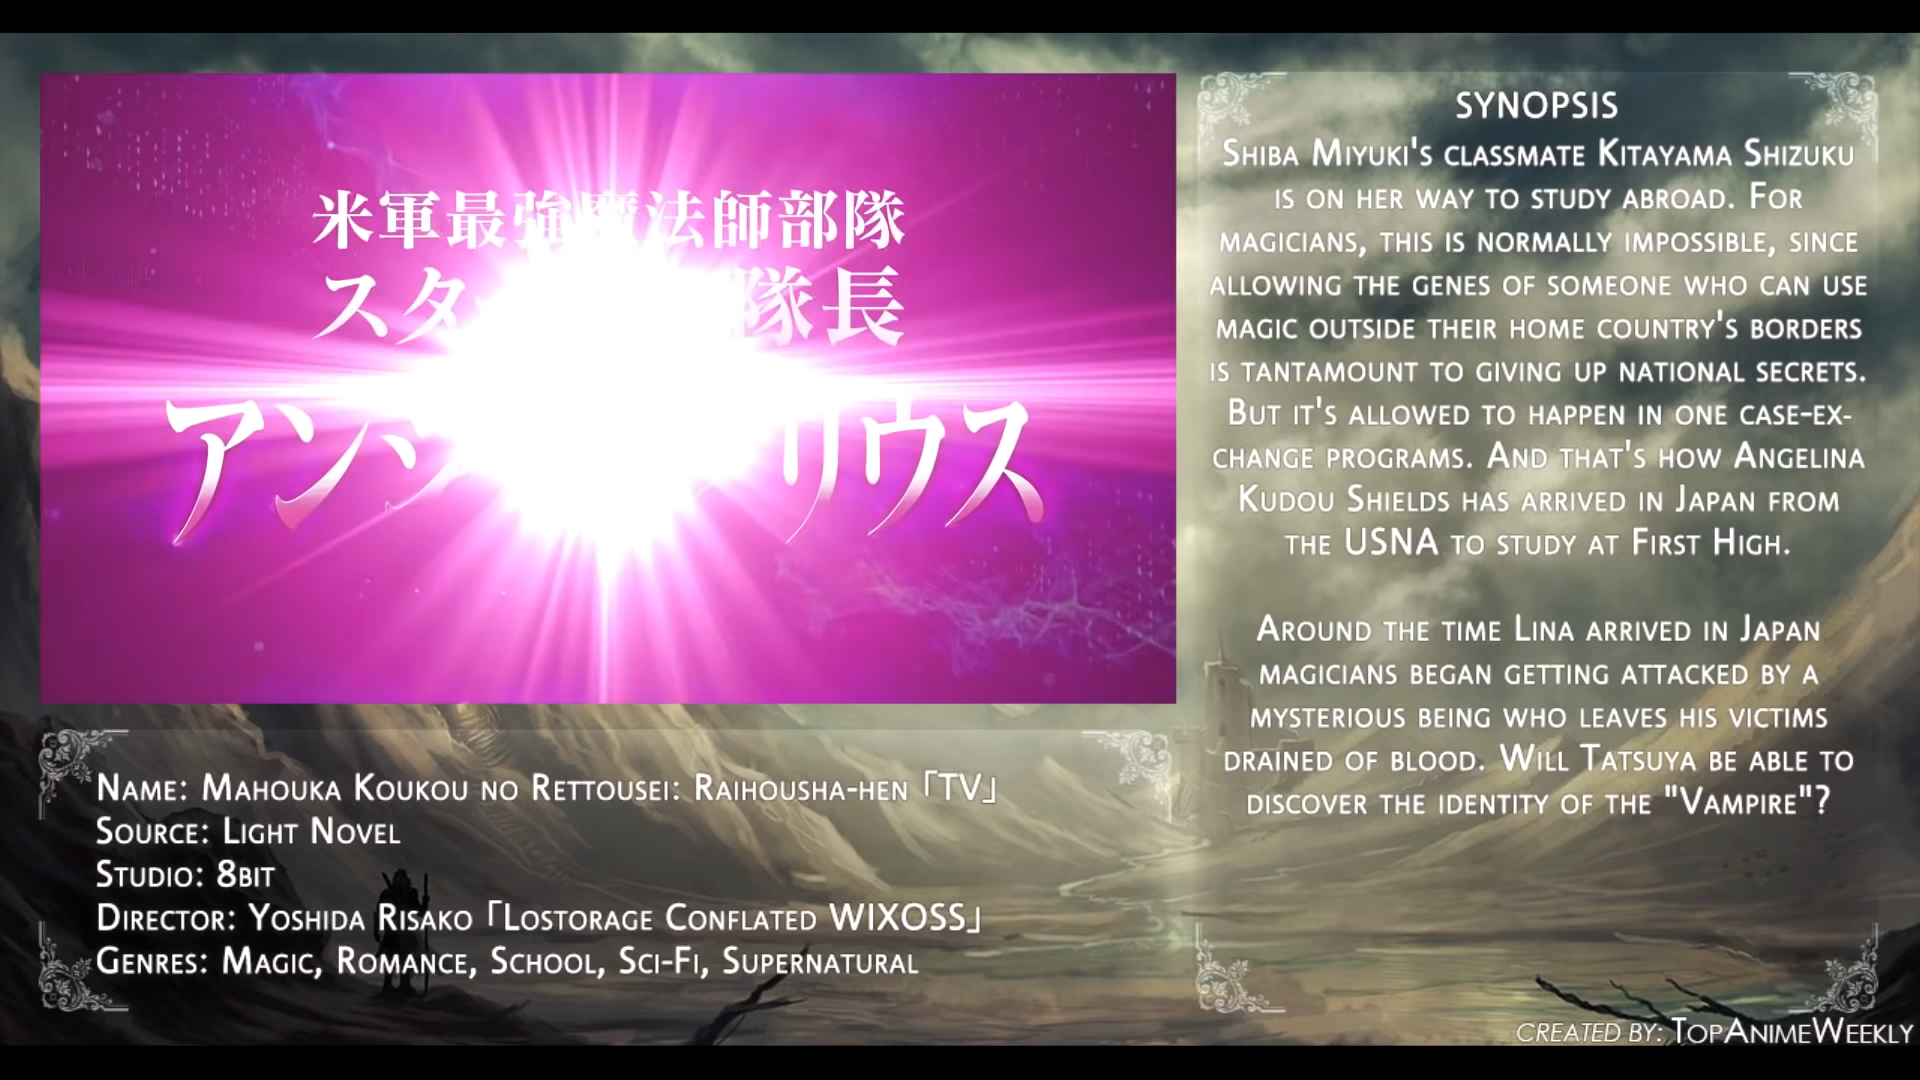 米軍最強魔法師部隊
スタ 隊長
アンジ リウス
SYNOPSIS
SHIBA MIYUKI'S CLASSMATE KITAYAMA SHIZUKU
IS ON HER WAY TO STUDY ABROAD. FOR
MAGICIANS, THIS IS NORMALLY IMPOSSIBLE, SINCE
ALLOWING THE GENES OF SOMEONE WHO CAN USE
MAGIC OUTSIDE THEIR HOME COUNTRY'S BORDERS
IS TANTAMOUNT TO GIVING UP NATIONAL SECRETS.
BUT IT'S ALLOWED TO HAPPEN IN ONE CASE-EX-
CHANGE PROGRAMS. AND THAT'S HOW ANGELINA
KUDOU SHIELDS HAS ARRIVED IN JAPAN FROM
THE USNA TO STUDY AT FIRST HIGH.
AROUND THE TIME LINA ARRIVED IN JAPAN
MAGICIANS BEGAN GETTING ATTACKED BY A
MYSTERIOUS BEING WHO LEAVES HIS VICTIMS
DRAINED OF BLOOD. WILL TATSUYA BE ABLE TO
DISCOVER THE IDENTITY OF THE "VAMPIRE"?
NAME: MAHOUKA KOUKOU NO RETTOUSEI: RAIHOUSHA-HEN「TV」
SOURCE: LIGHT NOVEL
STUDIO: 8BIT
DIRECTOR: YOSHIDA RISAKO「LOSTORAGE CONFLATED WIXOSS」
GENRES: MAGIC, ROMANCE, SCHOOL, SCI-FI, SUPERNATURAL
CREATED BY: TOPANIMEWEEKLY